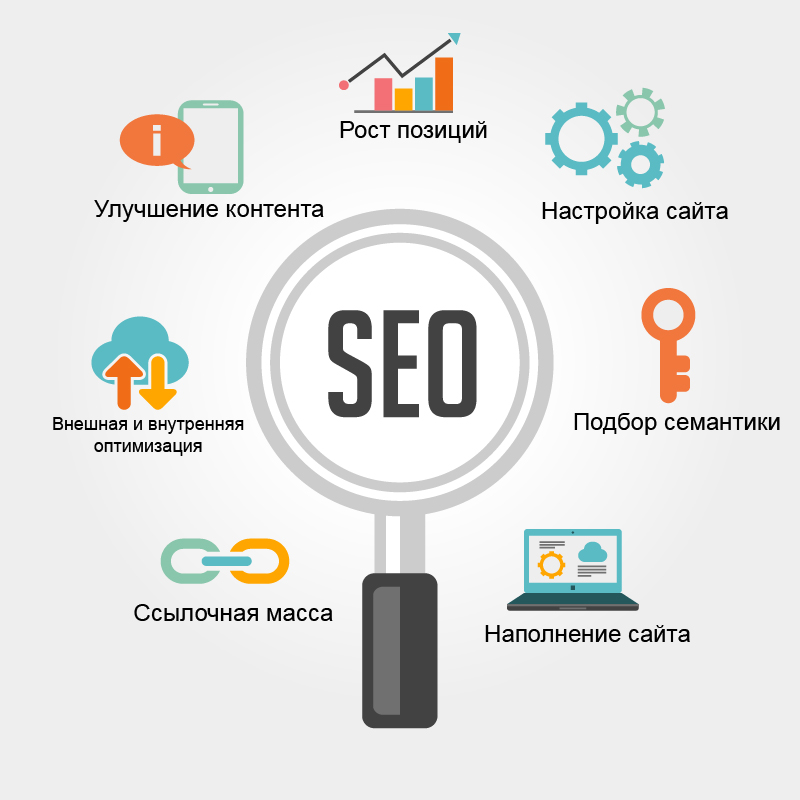 Рост позиций
i
Улучшение контента
Настройка сайта
SEO
Внешная и внутренняя
оптимизация
Подбор семантики
Ссылочная масса
Наполнение сайта